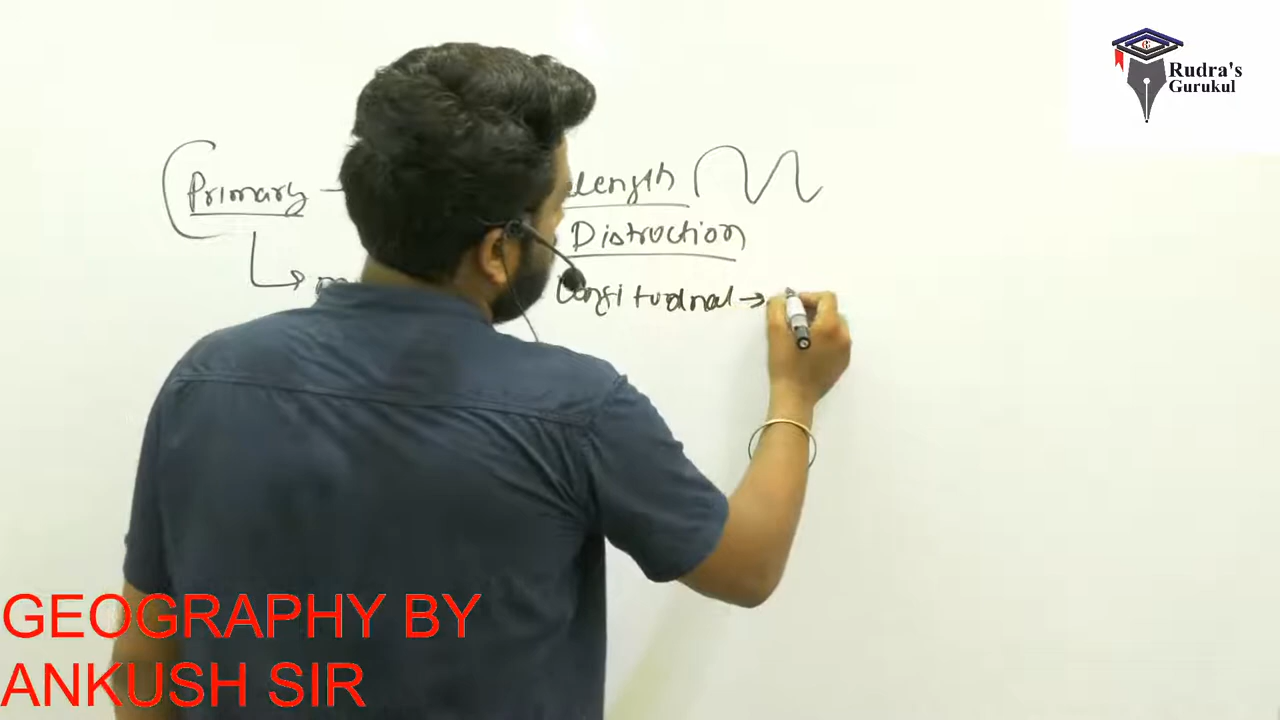 Rudra's
Gurukul
Primary -
length
Distruction
Longitudnal →
GEOGRAPHY BY
ANKUSH SIR